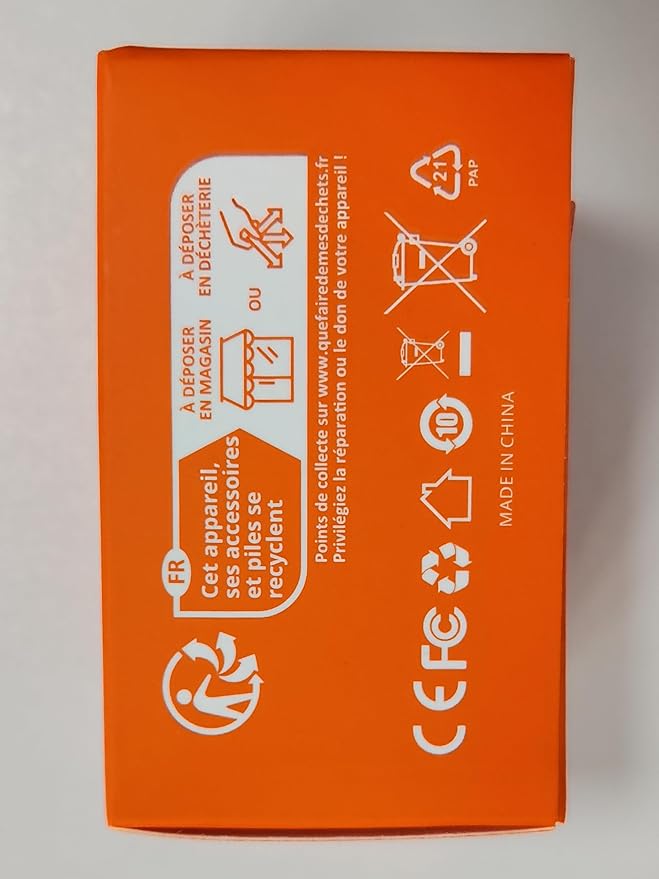 FR
Cet appareil,
ses accessoires
et piles se
recyclent
À DÉPOSER
EN MAGASIN
OU
À DÉPOSER
EN DÉCHÈTERIE
Points de collecte sur www.quefairedemesdechets.fr
Privilégiez la réparation ou le don de votre appareil !
CE FC
10
21
PAP
MADE IN CHINA